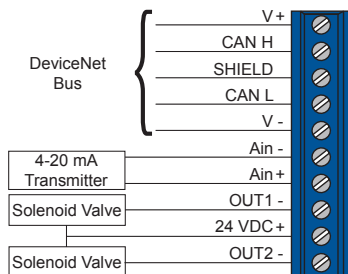 V+
CAN H
DeviceNet
Bus
SHIELD
CAN L
V -
Ain -
4-20 mA
Transmitter
Ain+
OUT1 -
Solenoid Valve
24 VDC+
OUT2 -
Solenoid Valve